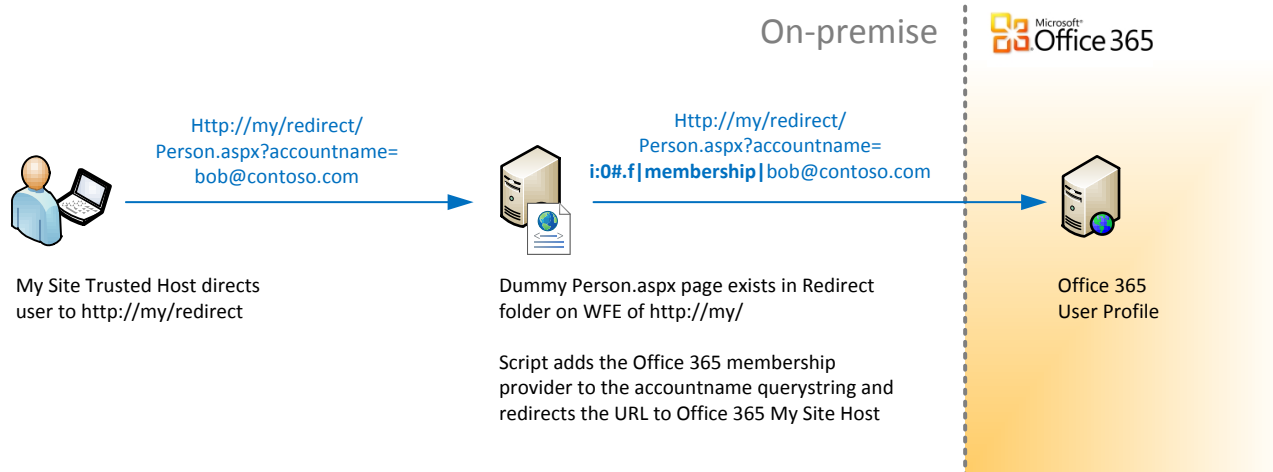 On-premise
Microsoft®
Office 365
Http://my/redirect/
Person.aspx?accountname=
bob@contoso.com
Http://my/redirect/
Person.aspx?accountname=
i:0#.f|membership|bob@contoso.com
My Site Trusted Host directs
user to http://my/redirect
Dummy Person.aspx page exists in Redirect
folder on WFE of http://my/
Script adds the Office 365 membership
provider to the accountname querystring and
redirects the URL to Office 365 My Site Host
Office 365
User Profile